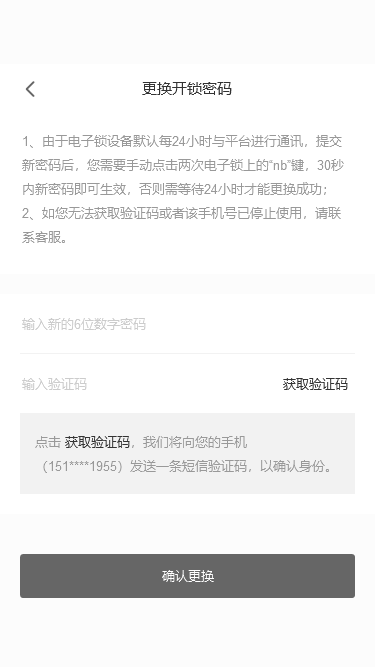 更换开锁密码
1、由于电子锁设备默认每24小时与平台进行通讯，提交
新密码后，您需要手动点击两次电子锁上的“nb”键，30秒
内新密码即可生效，否则需等待24小时才能更换成功；
2、如您无法获取验证码或者该手机号已停止使用，请联
系客服。
输入新的6位数字密码
输入验证码 获取验证码
点击 获取验证码，我们将向您的手机
（151****1955）发送一条短信验证码，以确认身份。
确认更换